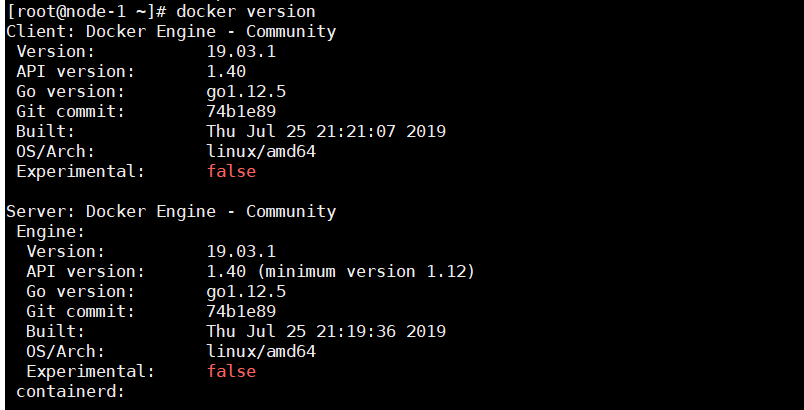 [root@node-1 ~]# docker version
Client: Docker Engine - Community
 Version:           19.03.1
 API version:       1.40
 Go version:        go1.12.5
 Git commit:        74b1e89
 Built:             Thu Jul 25 21:21:07 2019
 OS/Arch:           linux/amd64
 Experimental:      false

Server: Docker Engine - Community
 Engine:
  Version:          19.03.1
  API version:      1.40 (minimum version 1.12)
  Go version:       go1.12.5
  Git commit:       74b1e89
  Built:            Thu Jul 25 21:19:36 2019
  OS/Arch:          linux/amd64
  Experimental:     false
 containerd: